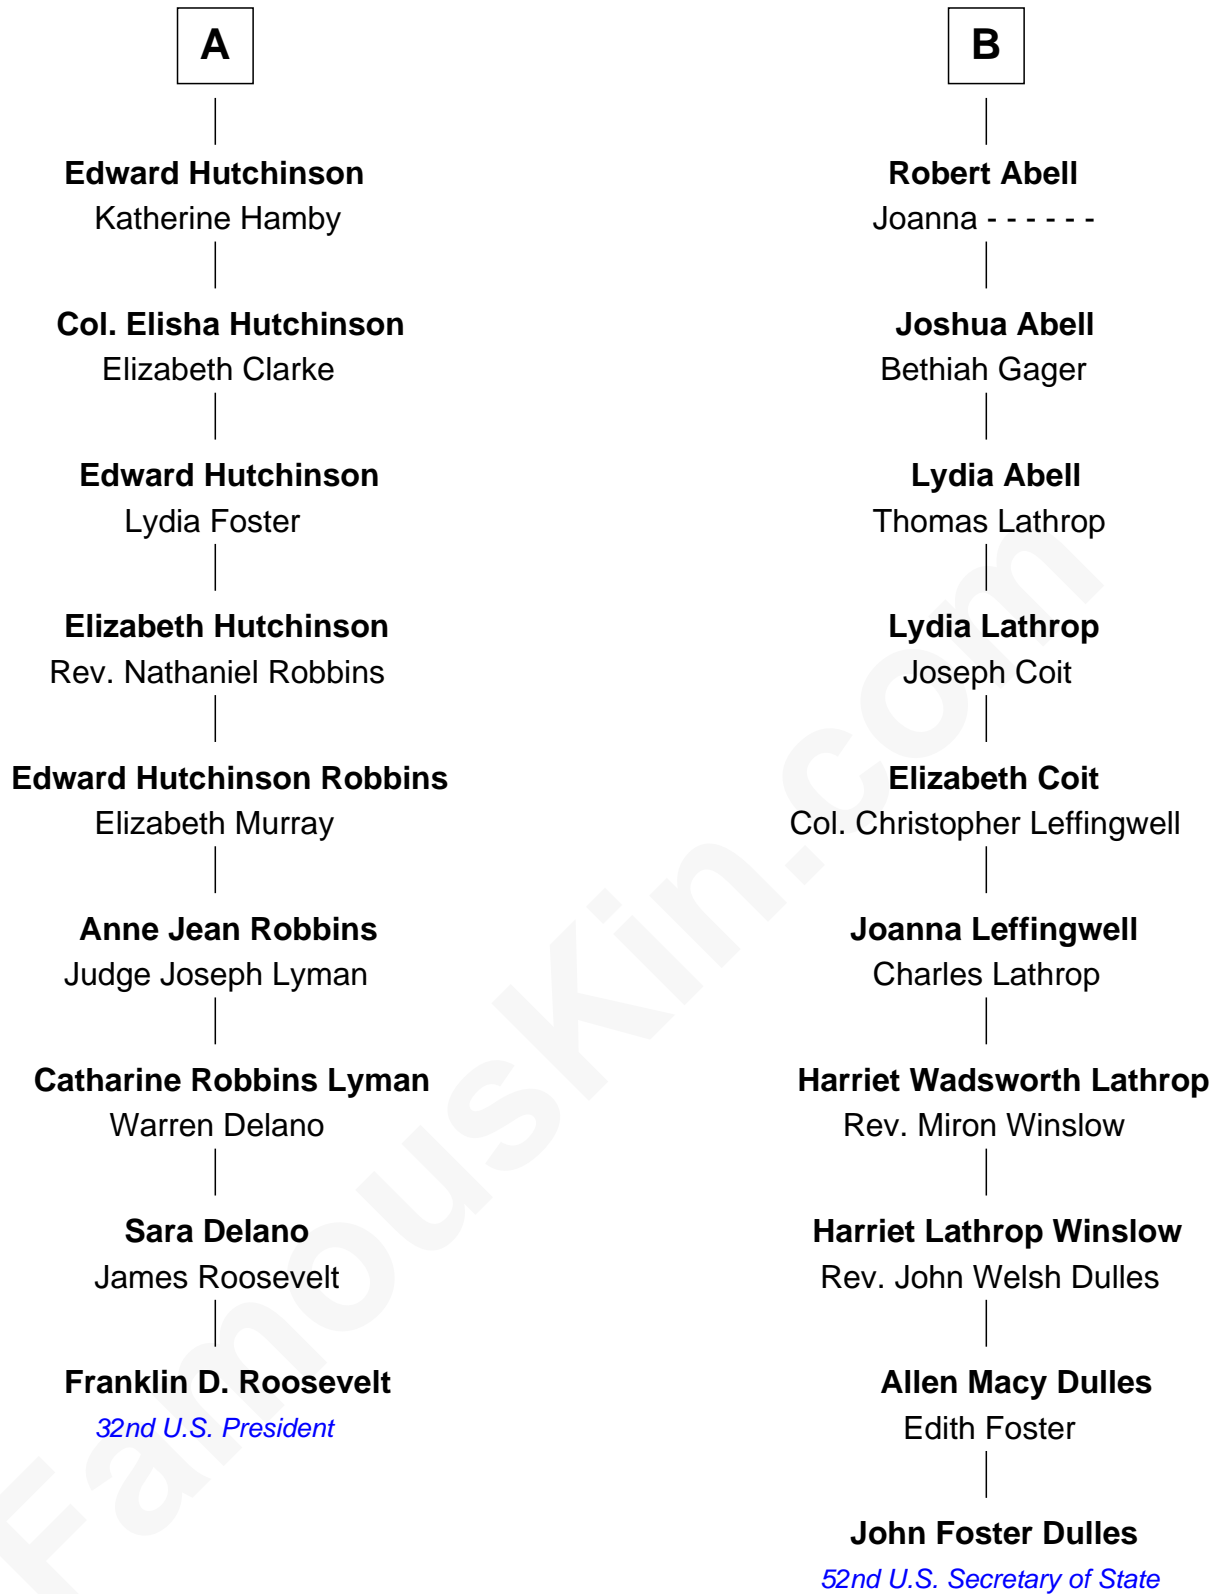 A
Edward Hutchinson
Katherine Hamby
Col. Elisha Hutchinson
Elizabeth Clarke
Edward Hutchinson
Lydia Foster
Elizabeth Hutchinson
Rev. Nathaniel Robbins
Edward Hutchinson Robbins
Elizabeth Murray
Anne Jean Robbins
Judge Joseph Lyman
Catharine Robbins Lyman
Warren Delano
Sara Delano
James Roosevelt
Franklin D. Roosevelt
32nd U.S. President
B
Robert Abell
Joanna - - - - - -
Joshua Abell
Bethiah Gager
Lydia Abell
Thomas Lathrop
Lydia Lathrop
Joseph Coit
Elizabeth Coit
Col. Christopher Leffingwell
Joanna Leffingwell
Charles Lathrop
Harriet Wadsworth Lathrop
Rev. Miron Winslow
Harriet Lathrop Winslow
Rev. John Welsh Dulles
Allen Macy Dulles
Edith Foster
John Foster Dulles
52nd U.S. Secretary of State
FamousKin.com